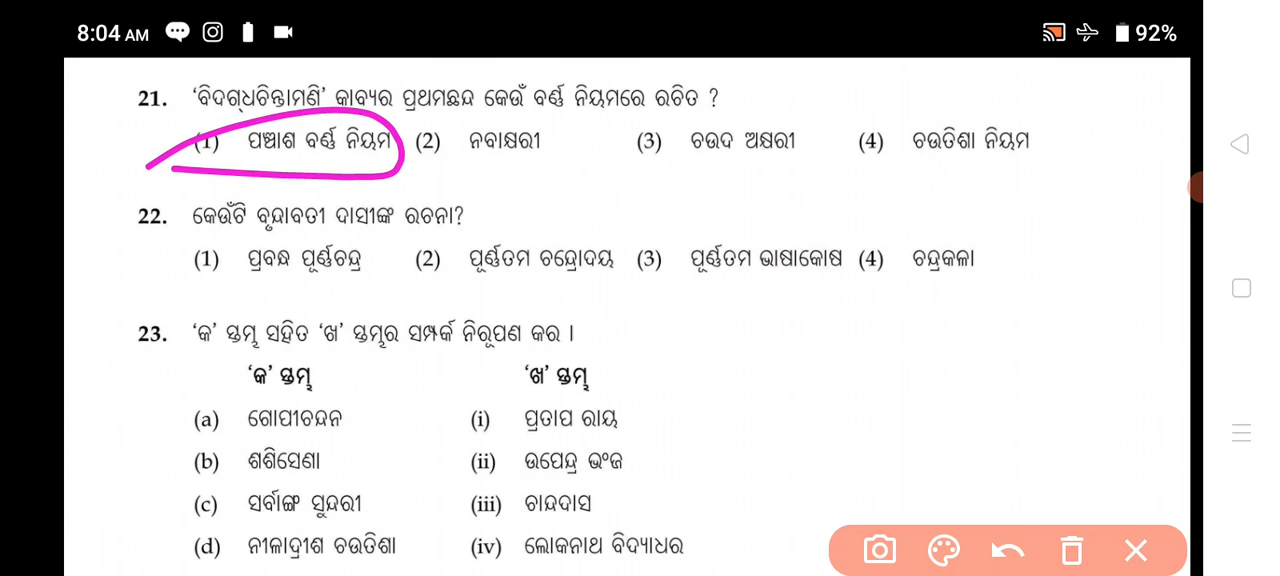 8:04 AM 92%
21. ‘ବିଦଗ୍ଧଚିନ୍ତାମଣି’ କାବ୍ୟର ପ୍ରଥମଛନ୍ଦ କେଉଁ ବର୍ଣ୍ଣ ନିୟମରେ ରଚିତ ?
(1) ପଞ୍ଚାଶ ବର୍ଣ୍ଣ ନିୟମ (2) ନବାକ୍ଷରୀ (3) ଚଉଦ ଅକ୍ଷରୀ (4) ଚଉତିଶା ନିୟମ
22. କେଉଁଟି ବୃନ୍ଦାବତୀ ଦାସୀଙ୍କ ରଚନା?
(1) ପ୍ରବନ୍ଧ ପୂର୍ଣ୍ଣଚନ୍ଦ୍ର (2) ପୂର୍ଣ୍ଣତମ ଚନ୍ଦ୍ରୋଦୟ (3) ପୂର୍ଣ୍ଣତମ ଭାଷାକୋଷ (4) ଚନ୍ଦ୍ରକଳା
23. ‘କ’ ସ୍ତମ୍ଭ ସହିତ ‘ଖ’ ସ୍ତମ୍ଭର ସମ୍ପର୍କ ନିରୂପଣ କର ।
‘କ’ ସ୍ତମ୍ଭ ‘ଖ’ ସ୍ତମ୍ଭ
(a) ଗୋପୀଚନ୍ଦନ (i) ପ୍ରତାପ ରାୟ
(b) ଶଶିସେଣା (ii) ଉପେନ୍ଦ୍ର ଭଂଜ
(c) ସର୍ବାଙ୍ଗ ସୁନ୍ଦରୀ (iii) ଚାନ୍ଦଦାସ
(d) ନୀଳାଦ୍ରୀଶ ଚଉତିଶା (iv) ଲୋକନାଥ ବିଦ୍ୟାଧର